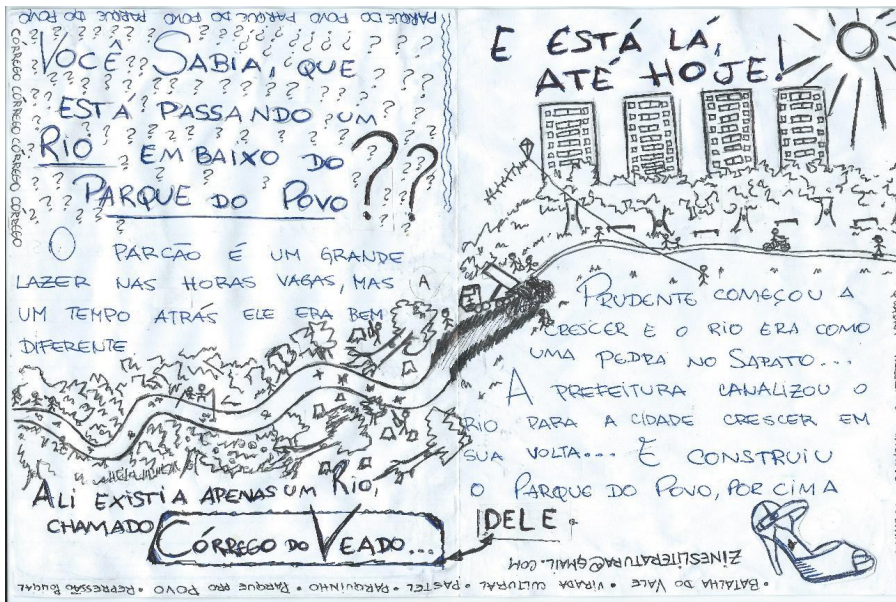 PARQUE DO POVO PARQUE DO POVO PARQUE DO POVO PARQUE DO POVO
CÓRREGO CÓRREGO CÓRREGO CÓRREGO CÓRREGO
VOCÊ SABIA, QUE
ESTÁ PASSANDO UM
RIO EM BAIXO DO
PARQUE DO POVO ??
O PARCÃO É UM GRANDE
LAZER NAS HORAS VAGAS, MAS
UM TEMPO ATRÁS ELE ERA BEM
DIFERENTE
A
ALI EXISTIA APENAS UM RIO,
CHAMADO
CÓRREGO DO VEADO...
E ESTÁ LÁ,
ATÉ HOJE!
PRUDENTE COMEÇOU A
CRESCER E O RIO ERA COMO
UMA PEDRA NO SAPATO...
A PREFEITURA CANALIZOU O
RIO PARA A CIDADE CRESCER EM
SUA VOLTA... E CONSTRUIU
O PARQUE DO POVO, POR CIMA
DELE.
ZINESLITERATURA@GMAIL.COM
• BATALHA DO VALE • VIRADA CULTURAL • PASTEL • PARQUINHO • PARQUE PRO POVO • REPRESSÃO POLICIAL